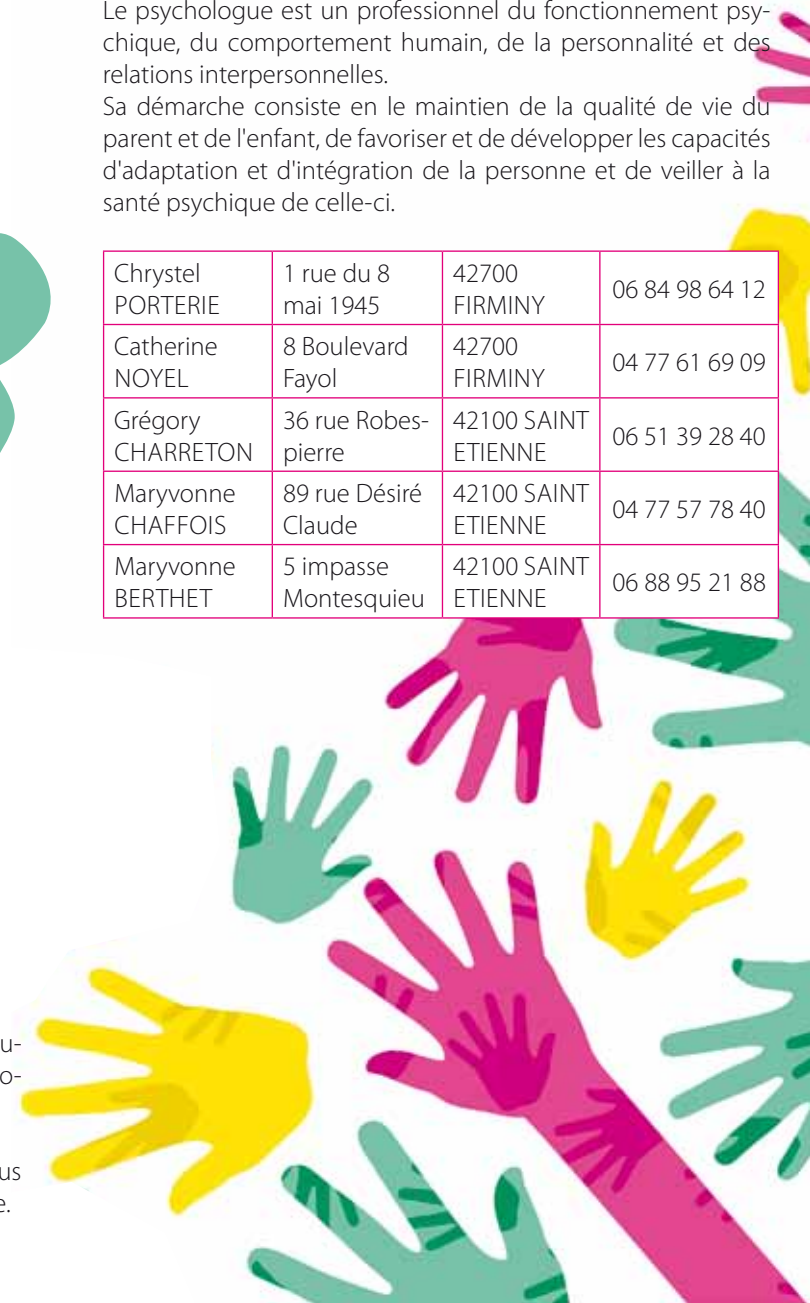 Le psychologue est un professionnel du fonctionnement psy-
chique, du comportement humain, de la personnalité et des
relations interpersonnelles.
Sa démarche consiste en le maintien de la qualité de vie du
parent et de l'enfant, de favoriser et de développer les capacités
d'adaptation et d'intégration de la personne et de veiller à la
santé psychique de celle-ci.
Chrystel
PORTERIE
1 rue du 8
mai 1945
42700
FIRMINY
06 84 98 64 12
Catherine
NOYEL
8 Boulevard
Fayol
42700
FIRMINY
04 77 61 69 09
Grégory
CHARRETON
36 rue Robes-
pierre
42100 SAINT
ETIENNE
06 51 39 28 40
Maryvonne
CHAFFOIS
89 rue Désiré
Claude
42100 SAINT
ETIENNE
04 77 57 78 40
Maryvonne
BERTHET
5 impasse
Montesquieu
42100 SAINT
ETIENNE
06 88 95 21 88